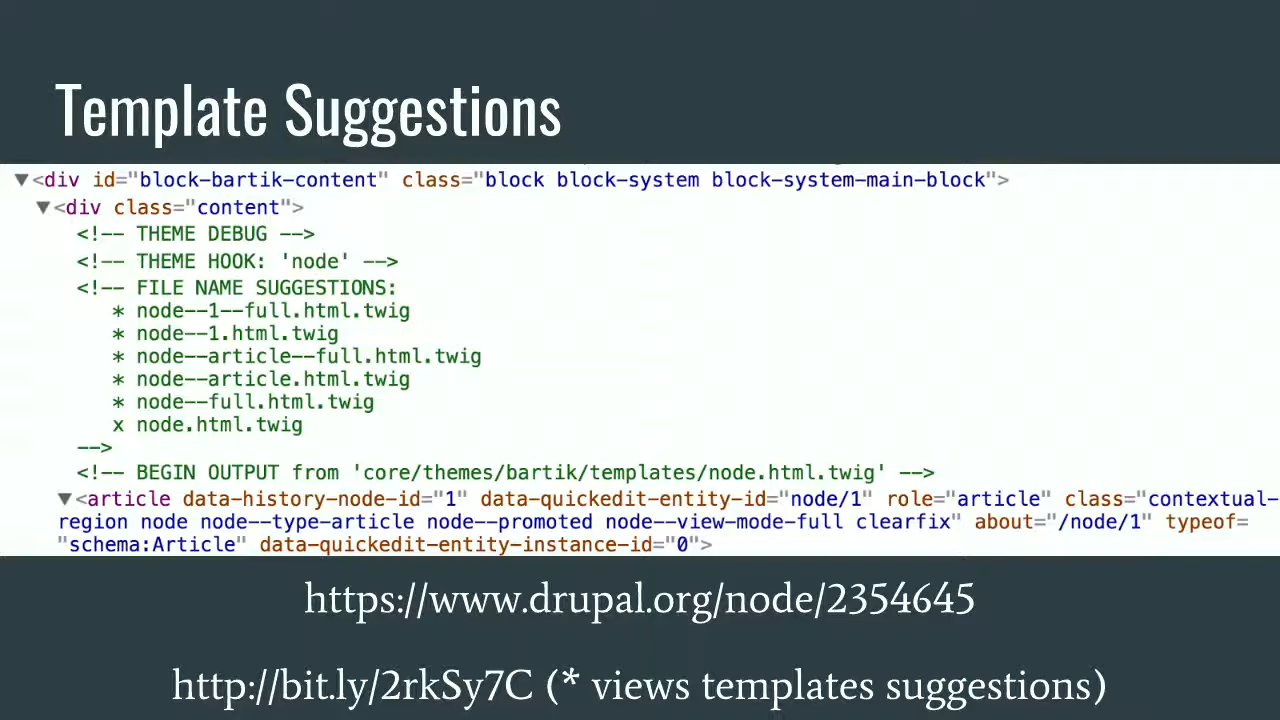 Template Suggestions
▼<div id="block-bartik-content" class="block block-system block-system-main-block">
▼<div class="content">
<!-- THEME DEBUG -->
<!-- THEME HOOK: 'node' -->
<!-- FILE NAME SUGGESTIONS:
* node--1--full.html.twig
* node--1.html.twig
* node--article--full.html.twig
* node--article.html.twig
* node--full.html.twig
x node.html.twig
-->
<!-- BEGIN OUTPUT from 'core/themes/bartik/templates/node.html.twig' -->
▼<article data-history-node-id="1" data-quickedit-entity-id="node/1" role="article" class="contextual-
region node node--type-article node--promoted node--view-mode-full clearfix" about="/node/1" typeof=
"schema:Article" data-quickedit-entity-instance-id="0">
https://www.drupal.org/node/2354645
http://bit.ly/2rkSy7C (* views templates suggestions)